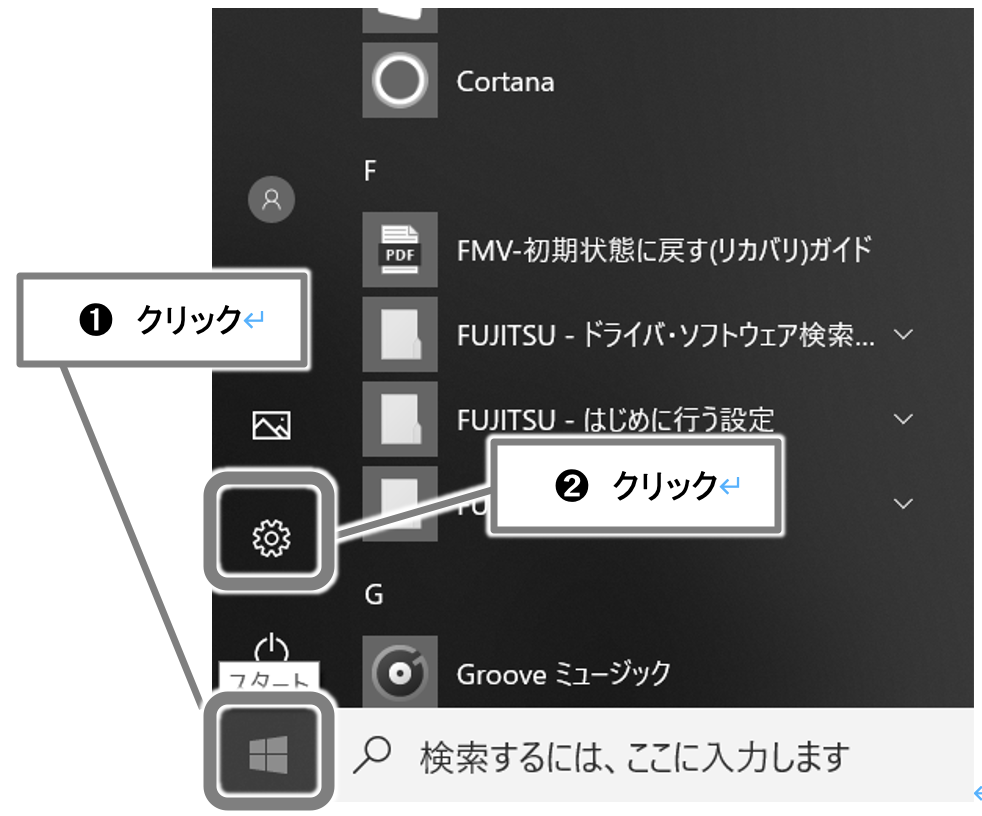 Cortana
F
PDF
FMV-初期状態に戻す(リカバリ)ガイド
❶ クリック↵
FUJITSU - ドライバ・ソフトウェア検索...
FUJITSU - はじめに行う設定
❷ クリック↵
FU
G
スタート
Groove ミュージック
検索するには、ここに入力します
↵